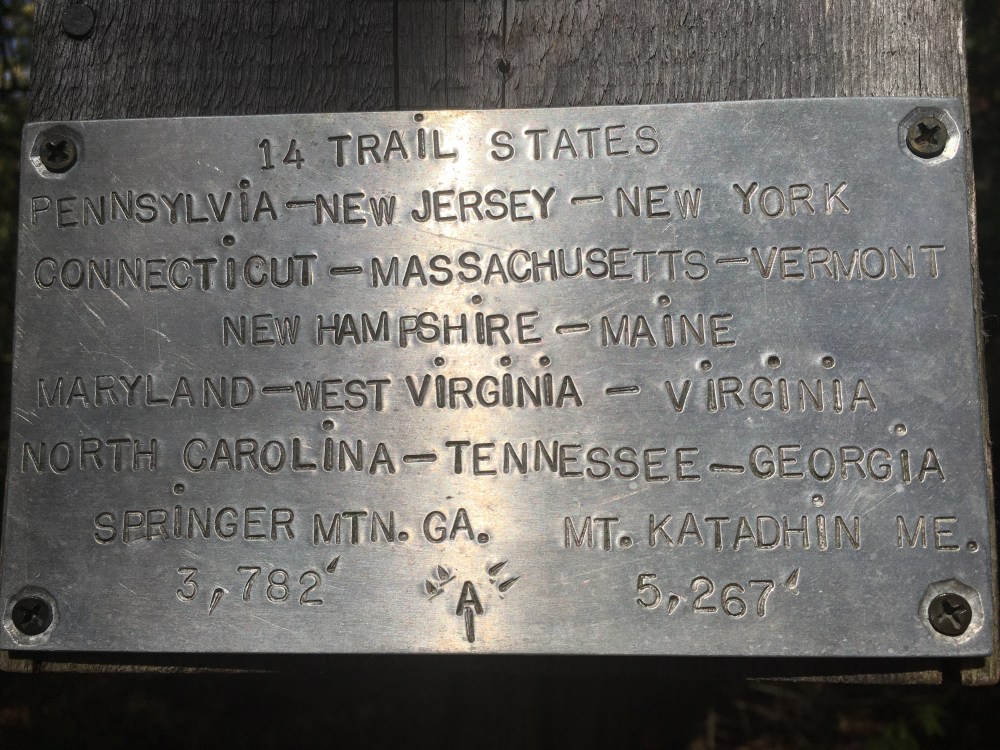 14 TRAiL STATES
PENNSYLViA-NEW JERSEY-NEW YORK
CONNECTiCUT-MASSACHUSETTS-VERMONT
NEW HAMPSHiRE-MAiNE
MARYLAND-WEST ViRGiNiA-ViRGiNiA
NORTH CAROLiNA-TENNESSEE-GEORGiA
SPRiNGER MTN. GA. MT. KATADHiN ME.
3,782' AT 5,267'